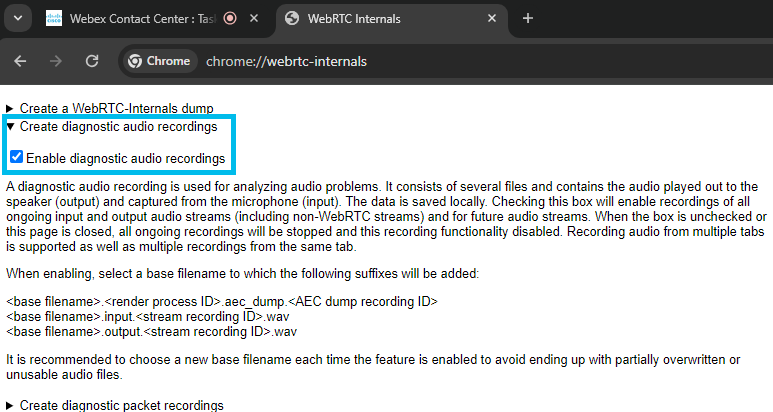 Webex Contact Center : Tas
WebRTC Internals
Chrome
chrome://webrtc-internals
Create a WebRTC-Internals dump
Create diagnostic audio recordings
Enable diagnostic audio recordings
A diagnostic audio recording is used for analyzing audio problems. It consists of several files and contains the audio played out to the
speaker (output) and captured from the microphone (input). The data is saved locally. Checking this box will enable recordings of all
ongoing input and output audio streams (including non-WebRTC streams) and for future audio streams. When the box is unchecked or
this page is closed, all ongoing recordings will be stopped and this recording functionality disabled. Recording audio from multiple tabs
is supported as well as multiple recordings from the same tab.
When enabling, select a base filename to which the following suffixes will be added:
<base filename>.<render process ID>.aec_dump.<AEC dump recording ID>
<base filename>.input.<stream recording ID>.wav
<base filename>.output.<stream recording ID>.wav
It is recommended to choose a new base filename each time the feature is enabled to avoid ending up with partially overwritten or
unusable audio files.
Create diagnostic packet recordings